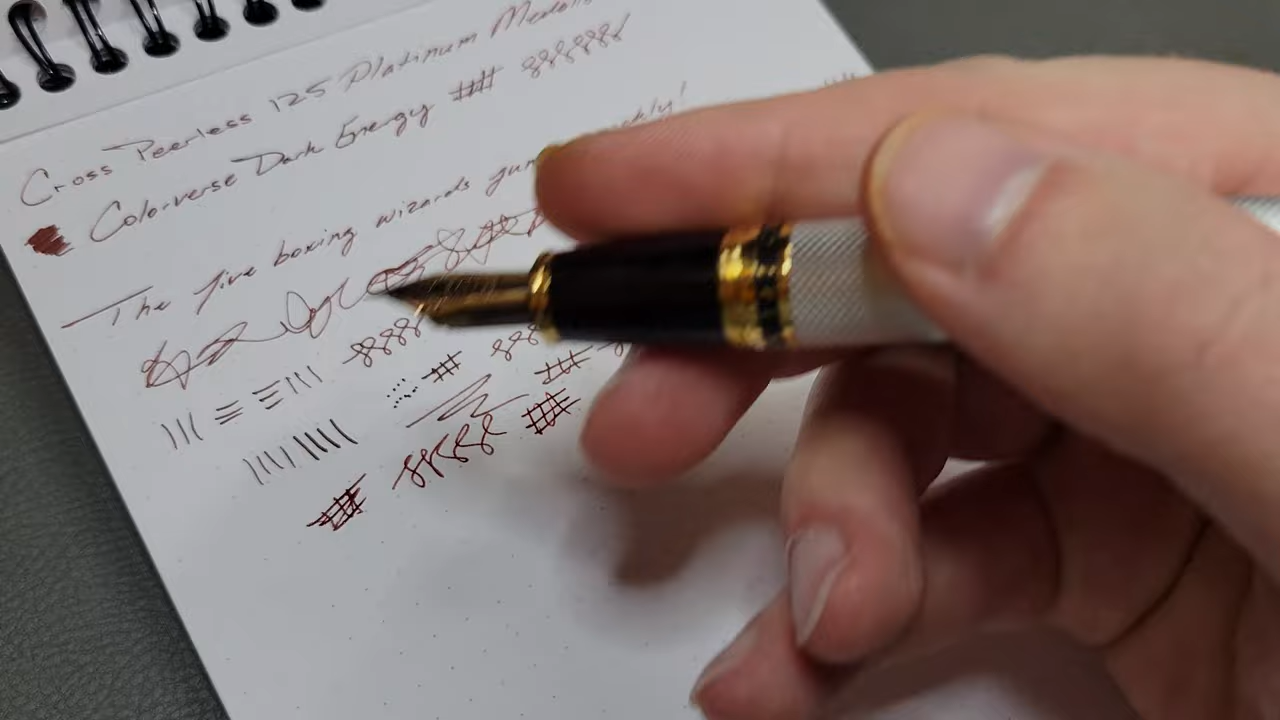 Cross Peerless 125 Platinum
Colorverse Dark Energy
The five boxing wizards